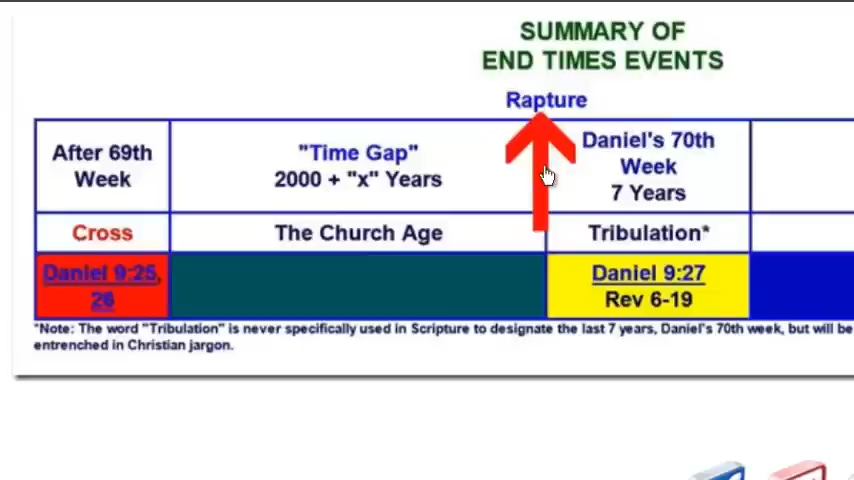 SUMMARY OF
END TIMES EVENTS
Rapture
After 69th
Week
"Time Gap"
2000 + "x" Years
Daniel's 70th
Week
7 Years
Cross
The Church Age
Tribulation*
Daniel 9:25,
26
Daniel 9:27
Rev 6-19
*Note: The word "Tribulation" is never specifically used in Scripture to designate the last 7 years, Daniel's 70th week, but will be
entrenched in Christian jargon.